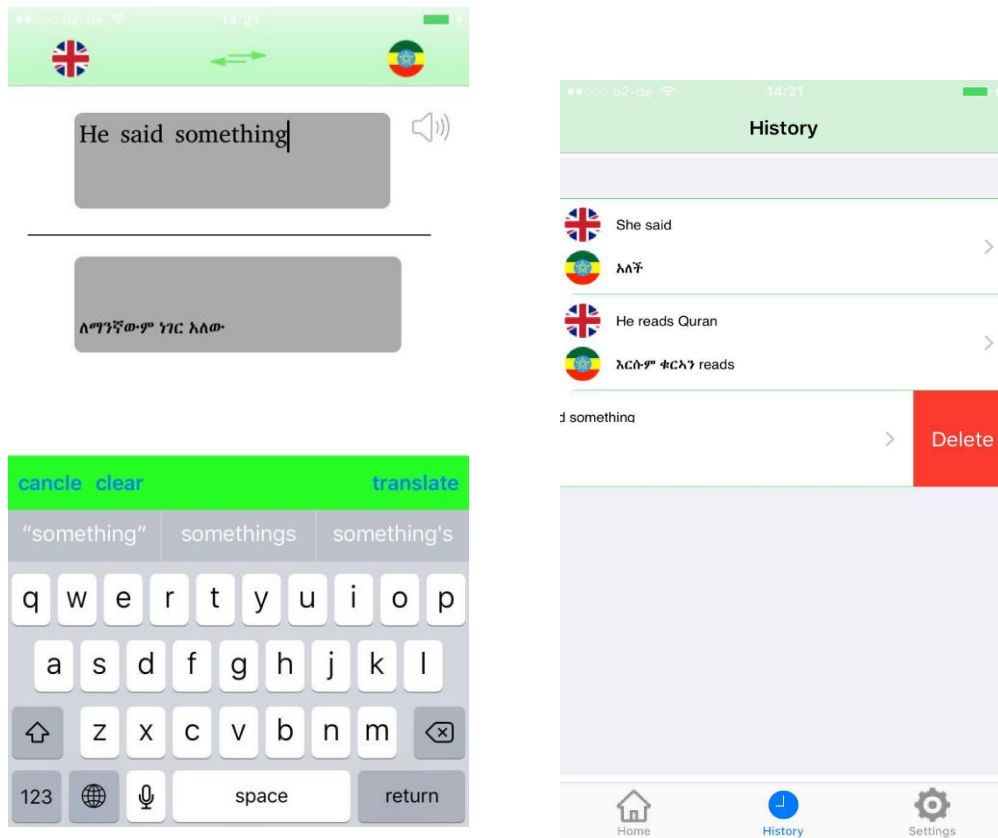 o2-de 14:21
He said something
ለማንኛውም ነገር አለው
cancle clear translate
"something" somethings something's
q w e r t y u i o p
a s d f g h j k l
z x c v b n m
123 space return
o2-de 14:21
History
She said
አለች
He reads Quran
እርሱም ቁርአን reads
d something
Delete
Home History Settings